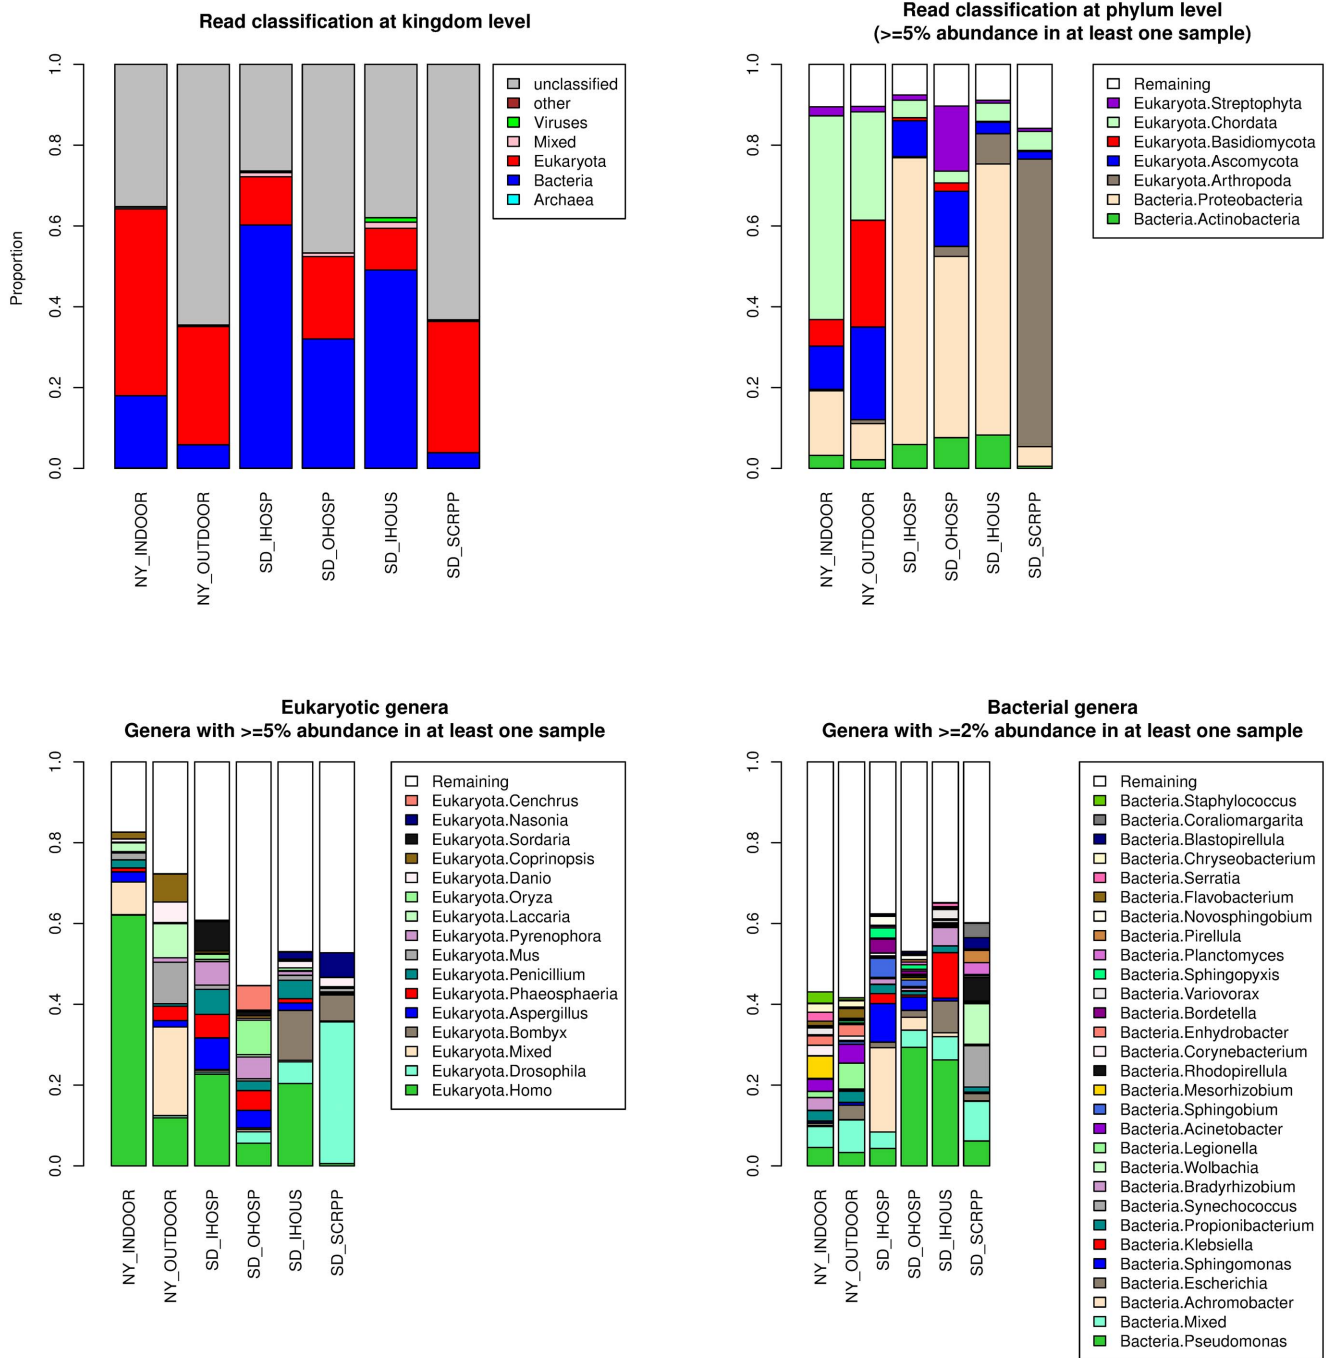 Read classification at kingdom level
Proportion
0.0
0.2
0.4
0.6
0.8
1.0
NY_INDOOR
NY_OUTDOOR
SD_IHOSP
SD_OHOSP
SD_IHOUS
SD_SCRPP
unclassified
other
Viruses
Mixed
Eukaryota
Bacteria
Archaea
Read classification at phylum level
(>=5% abundance in at least one sample)
0.0
0.2
0.4
0.6
0.8
1.0
NY_INDOOR
NY_OUTDOOR
SD_IHOSP
SD_OHOSP
SD_IHOUS
SD_SCRPP
Remaining
Eukaryota.Streptophyta
Eukaryota.Chordata
Eukaryota.Basidiomycota
Eukaryota.Ascomycota
Eukaryota.Arthropoda
Bacteria.Proteobacteria
Bacteria.Actinobacteria
Eukaryotic genera
Genera with >=5% abundance in at least one sample
0.0
0.2
0.4
0.6
0.8
1.0
NY_INDOOR
NY_OUTDOOR
SD_IHOSP
SD_OHOSP
SD_IHOUS
SD_SCRPP
Remaining
Eukaryota.Cenchrus
Eukaryota.Nasonia
Eukaryota.Sordaria
Eukaryota.Coprinopsis
Eukaryota.Danio
Eukaryota.Oryza
Eukaryota.Laccaria
Eukaryota.Pyrenophora
Eukaryota.Mus
Eukaryota.Penicillium
Eukaryota.Phaeosphaeria
Eukaryota.Aspergillus
Eukaryota.Bombyx
Eukaryota.Mixed
Eukaryota.Drosophila
Eukaryota.Homo
Bacterial genera
Genera with >=2% abundance in at least one sample
0.0
0.2
0.4
0.6
0.8
1.0
NY_INDOOR
NY_OUTDOOR
SD_IHOSP
SD_OHOSP
SD_IHOUS
SD_SCRPP
Remaining
Bacteria.Staphylococcus
Bacteria.Coraliomargarita
Bacteria.Blastopirellula
Bacteria.Chryseobacterium
Bacteria.Serratia
Bacteria.Flavobacterium
Bacteria.Novosphingobium
Bacteria.Pirellula
Bacteria.Planctomyces
Bacteria.Sphingopyxis
Bacteria.Variovorax
Bacteria.Bordetella
Bacteria.Enhydrobacter
Bacteria.Corynebacterium
Bacteria.Rhodopirellula
Bacteria.Mesorhizobium
Bacteria.Sphingobium
Bacteria.Acinetobacter
Bacteria.Legionella
Bacteria.Wolbachia
Bacteria.Bradyrhizobium
Bacteria.Synechococcus
Bacteria.Propionibacterium
Bacteria.Klebsiella
Bacteria.Sphingomonas
Bacteria.Escherichia
Bacteria.Achromobacter
Bacteria.Mixed
Bacteria.Pseudomonas